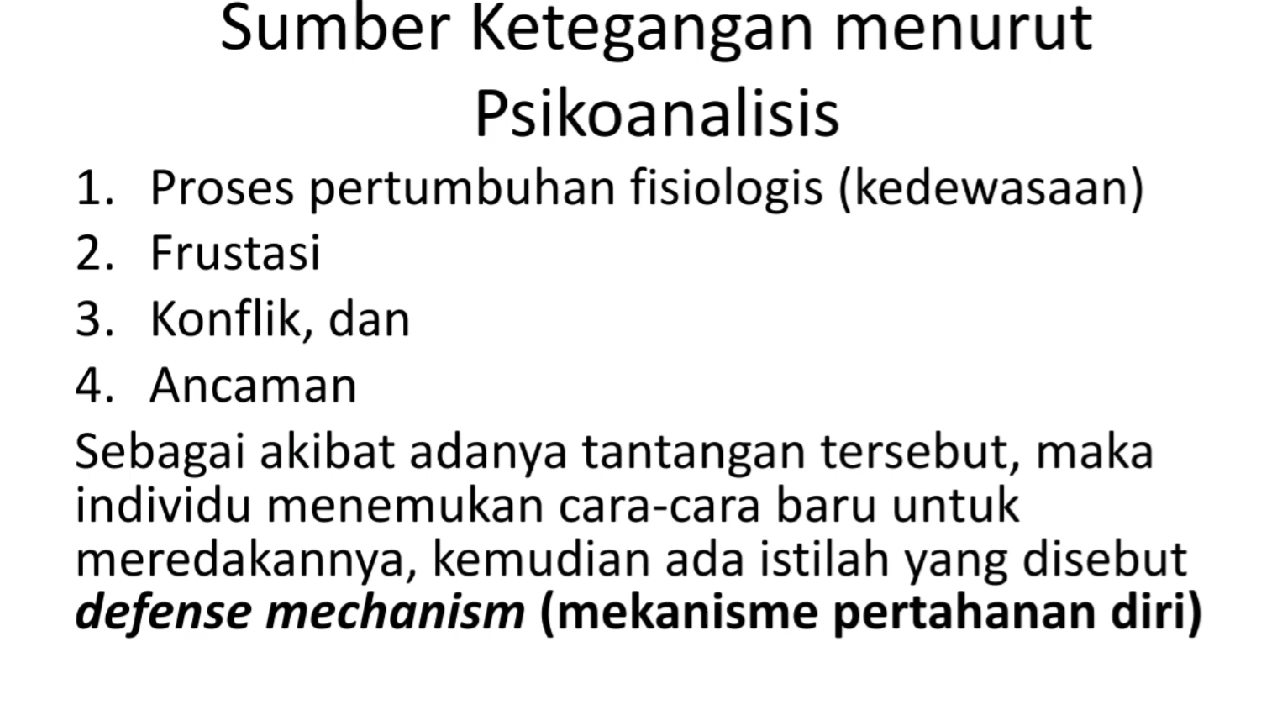 Sumber Ketegangan menurut
Psikoanalisis
1. Proses pertumbuhan fisiologis (kedewasaan)
2. Frustasi
3. Konflik, dan
4. Ancaman
Sebagai akibat adanya tantangan tersebut, maka
individu menemukan cara-cara baru untuk
meredakannya, kemudian ada istilah yang disebut
defense mechanism (mekanisme pertahanan diri)